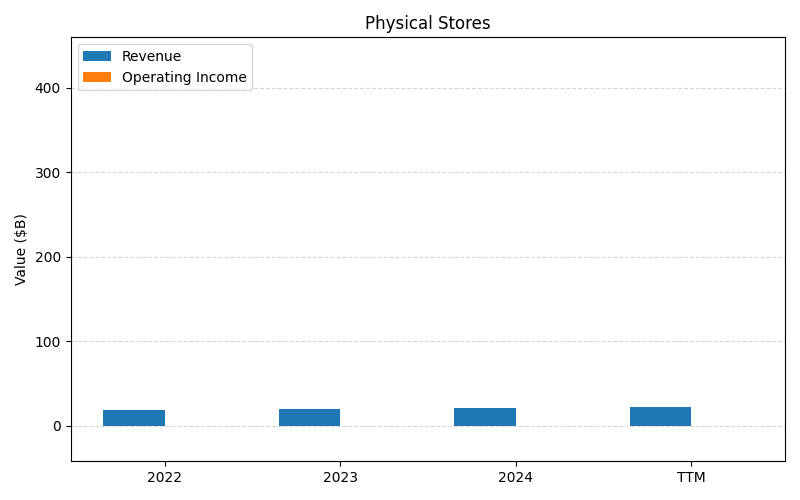 Physical Stores
Revenue
Operating Income
Value ($B)
400
300
200
100
0
2022
2023
2024
TTM